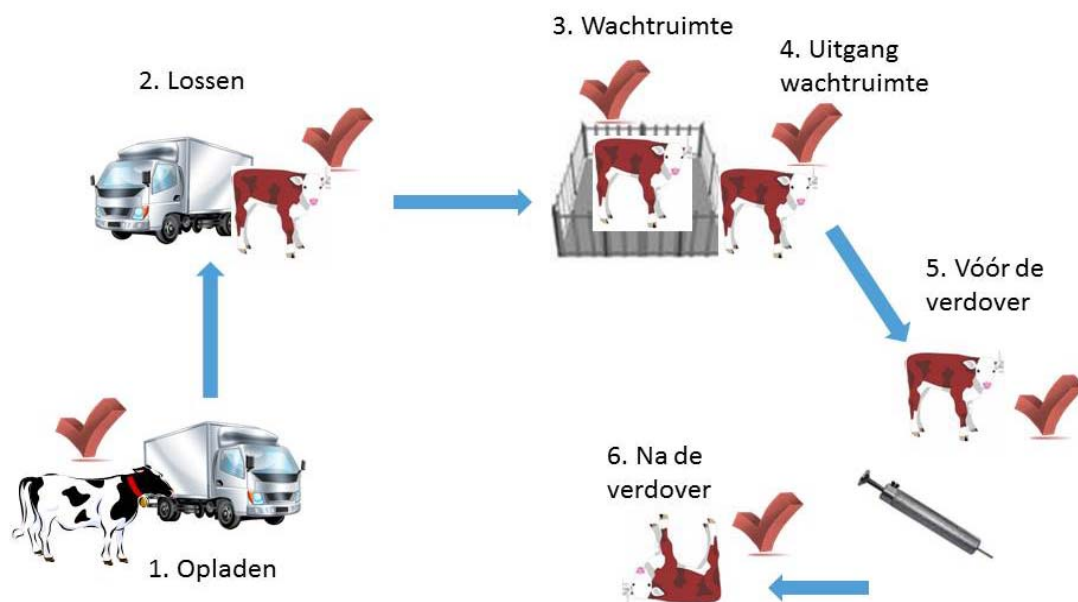 1. Opladen
2. Lossen
3. Wachtruimte
4. Uitgang
wachtruimte
5. Vóór de
verdover
6. Na de
verdover